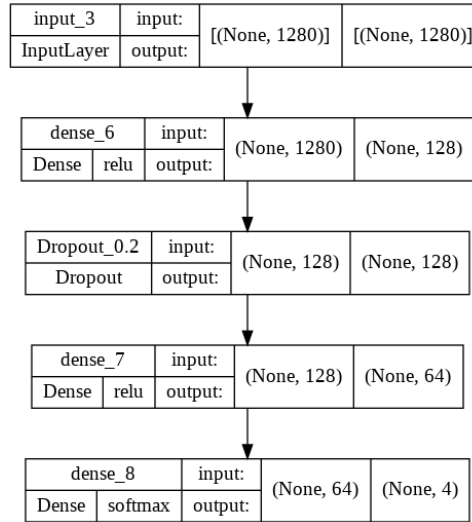 input_3 input: [(None, 1280)] [(None, 1280)]
InputLayer output:
dense_6 input: (None, 1280) (None, 128)
Dense relu output:
Dropout_0.2 input: (None, 128) (None, 128)
Dropout output:
dense_7 input: (None, 128) (None, 64)
Dense relu output:
dense_8 input: (None, 64) (None, 4)
Dense softmax output: